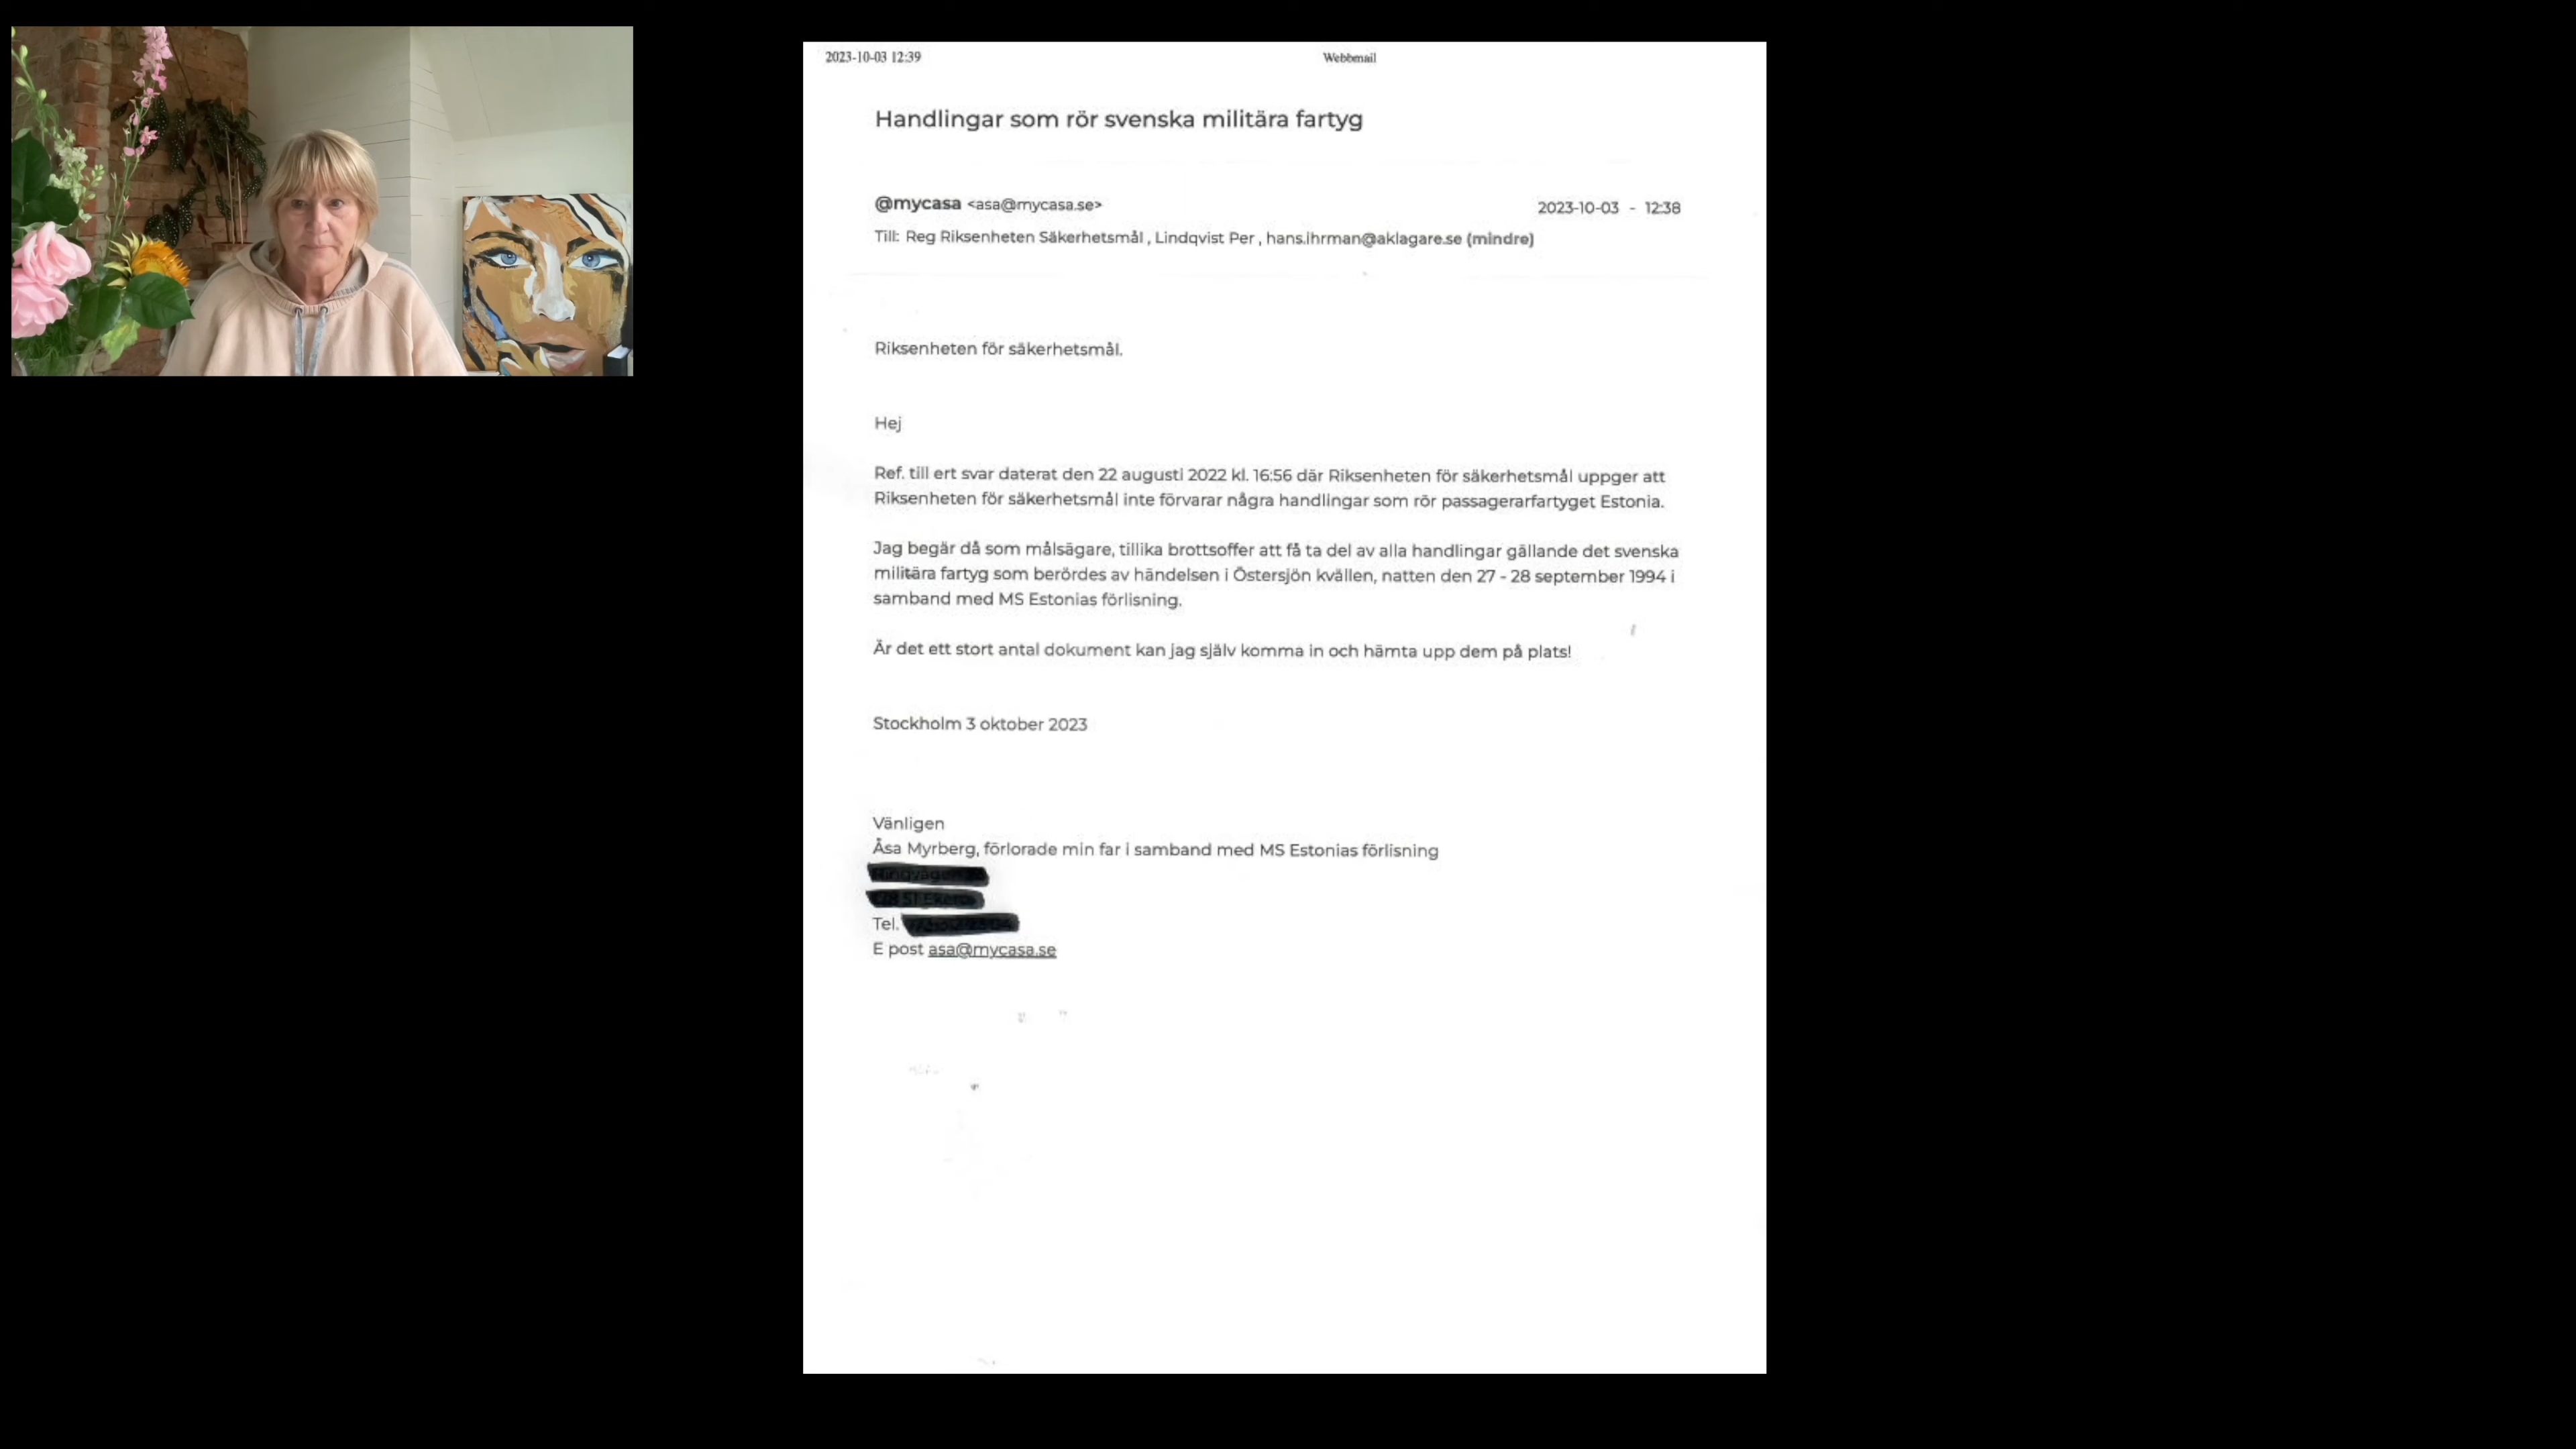 2023-10-03 12:39
Webbmail
Handlingar som rör svenska militära fartyg
@mycasa <asa@mycasa.se>
2023-10-03 - 12:38
Till: Reg Riksenheten Säkerhetsmål , Lindqvist Per , hans.ihrman@aklagare.se (mindre)
Riksenheten för säkerhetsmål.
Hej
Ref. till ert svar daterat den 22 augusti 2022 kl. 16:56 där Riksenheten för säkerhetsmål uppger att
Riksenheten för säkerhetsmål inte förvarar några handlingar som rör passagerarfartyget Estonia.
Jag begär då som målsägare, tillika brottsoffer att få ta del av alla handlingar gällande det svenska
militära fartyg som berördes av händelsen i Östersjön kvällen, natten den 27 - 28 september 1994 i
samband med MS Estonias förlisning.
Är det ett stort antal dokument kan jag själv komma in och hämta upp dem på plats!
Stockholm 3 oktober 2023
Vänligen
Åsa Myrberg, förlorade min far i samband med MS Estonias förlisning
Tel.
E post asa@mycasa.se